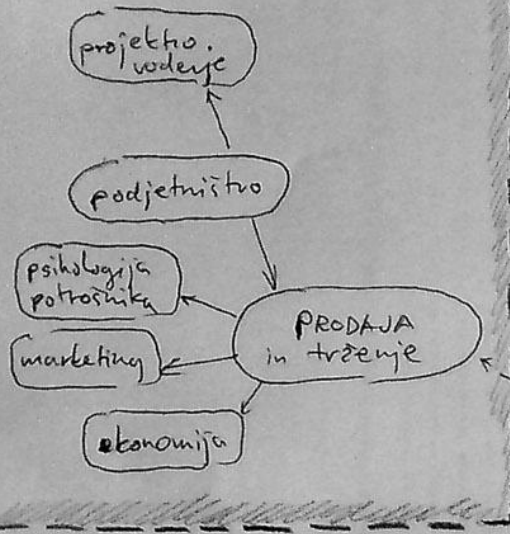 projektno
vodenje
podjetništvo
psihologija
potrošnika
PRODAJA
in trženje
marketing
ekonomija